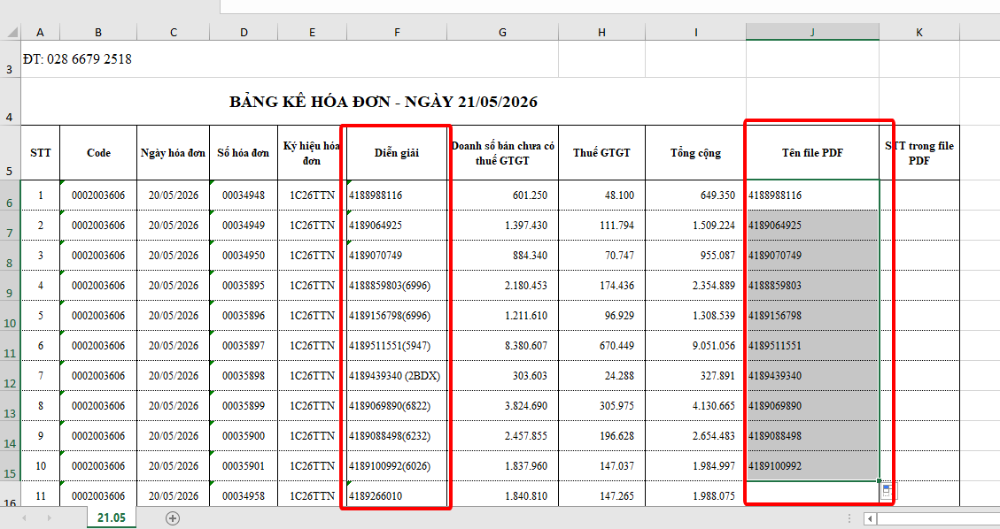 A B C D E F G H I J K
3 ĐT: 028 6679 2518
4 BẢNG KÊ HÓA ĐƠN - NGÀY 21/05/2026
5 STT Code Ngày hóa đơn Số hóa đơn Ký hiệu hóa đơn Diễn giải Doanh số bán chưa có thuế GTGT Thuế GTGT Tổng cộng Tên file PDF STT trong file PDF
6 1 0002003606 20/05/2026 00034948 1C26TTN 4188988116 601.250 48.100 649.350 4188988116
7 2 0002003606 20/05/2026 00034949 1C26TTN 4189064925 1.397.430 111.794 1.509.224 4189064925
8 3 0002003606 20/05/2026 00034950 1C26TTN 4189070749 884.340 70.747 955.087 4189070749
9 4 0002003606 20/05/2026 00035895 1C26TTN 4188859803(6996) 2.180.453 174.436 2.354.889 4188859803
10 5 0002003606 20/05/2026 00035896 1C26TTN 4189156798(6996) 1.211.610 96.929 1.308.539 4189156798
11 6 0002003606 20/05/2026 00035897 1C26TTN 4189511551(5947) 8.380.607 670.449 9.051.056 4189511551
12 7 0002003606 20/05/2026 00035898 1C26TTN 4189439340 (2BDX) 303.603 24.288 327.891 4189439340
13 8 0002003606 20/05/2026 00035899 1C26TTN 4189069890(6822) 3.824.690 305.975 4.130.665 4189069890
14 9 0002003606 20/05/2026 00035900 1C26TTN 4189088498(6232) 2.457.855 196.628 2.654.483 4189088498
15 10 0002003606 20/05/2026 00035901 1C26TTN 4189100992(6026) 1.837.960 147.037 1.984.997 4189100992
16 11 0002003606 20/05/2026 00034958 1C26TTN 4189266010 1.840.810 147.265 1.988.075
21.05